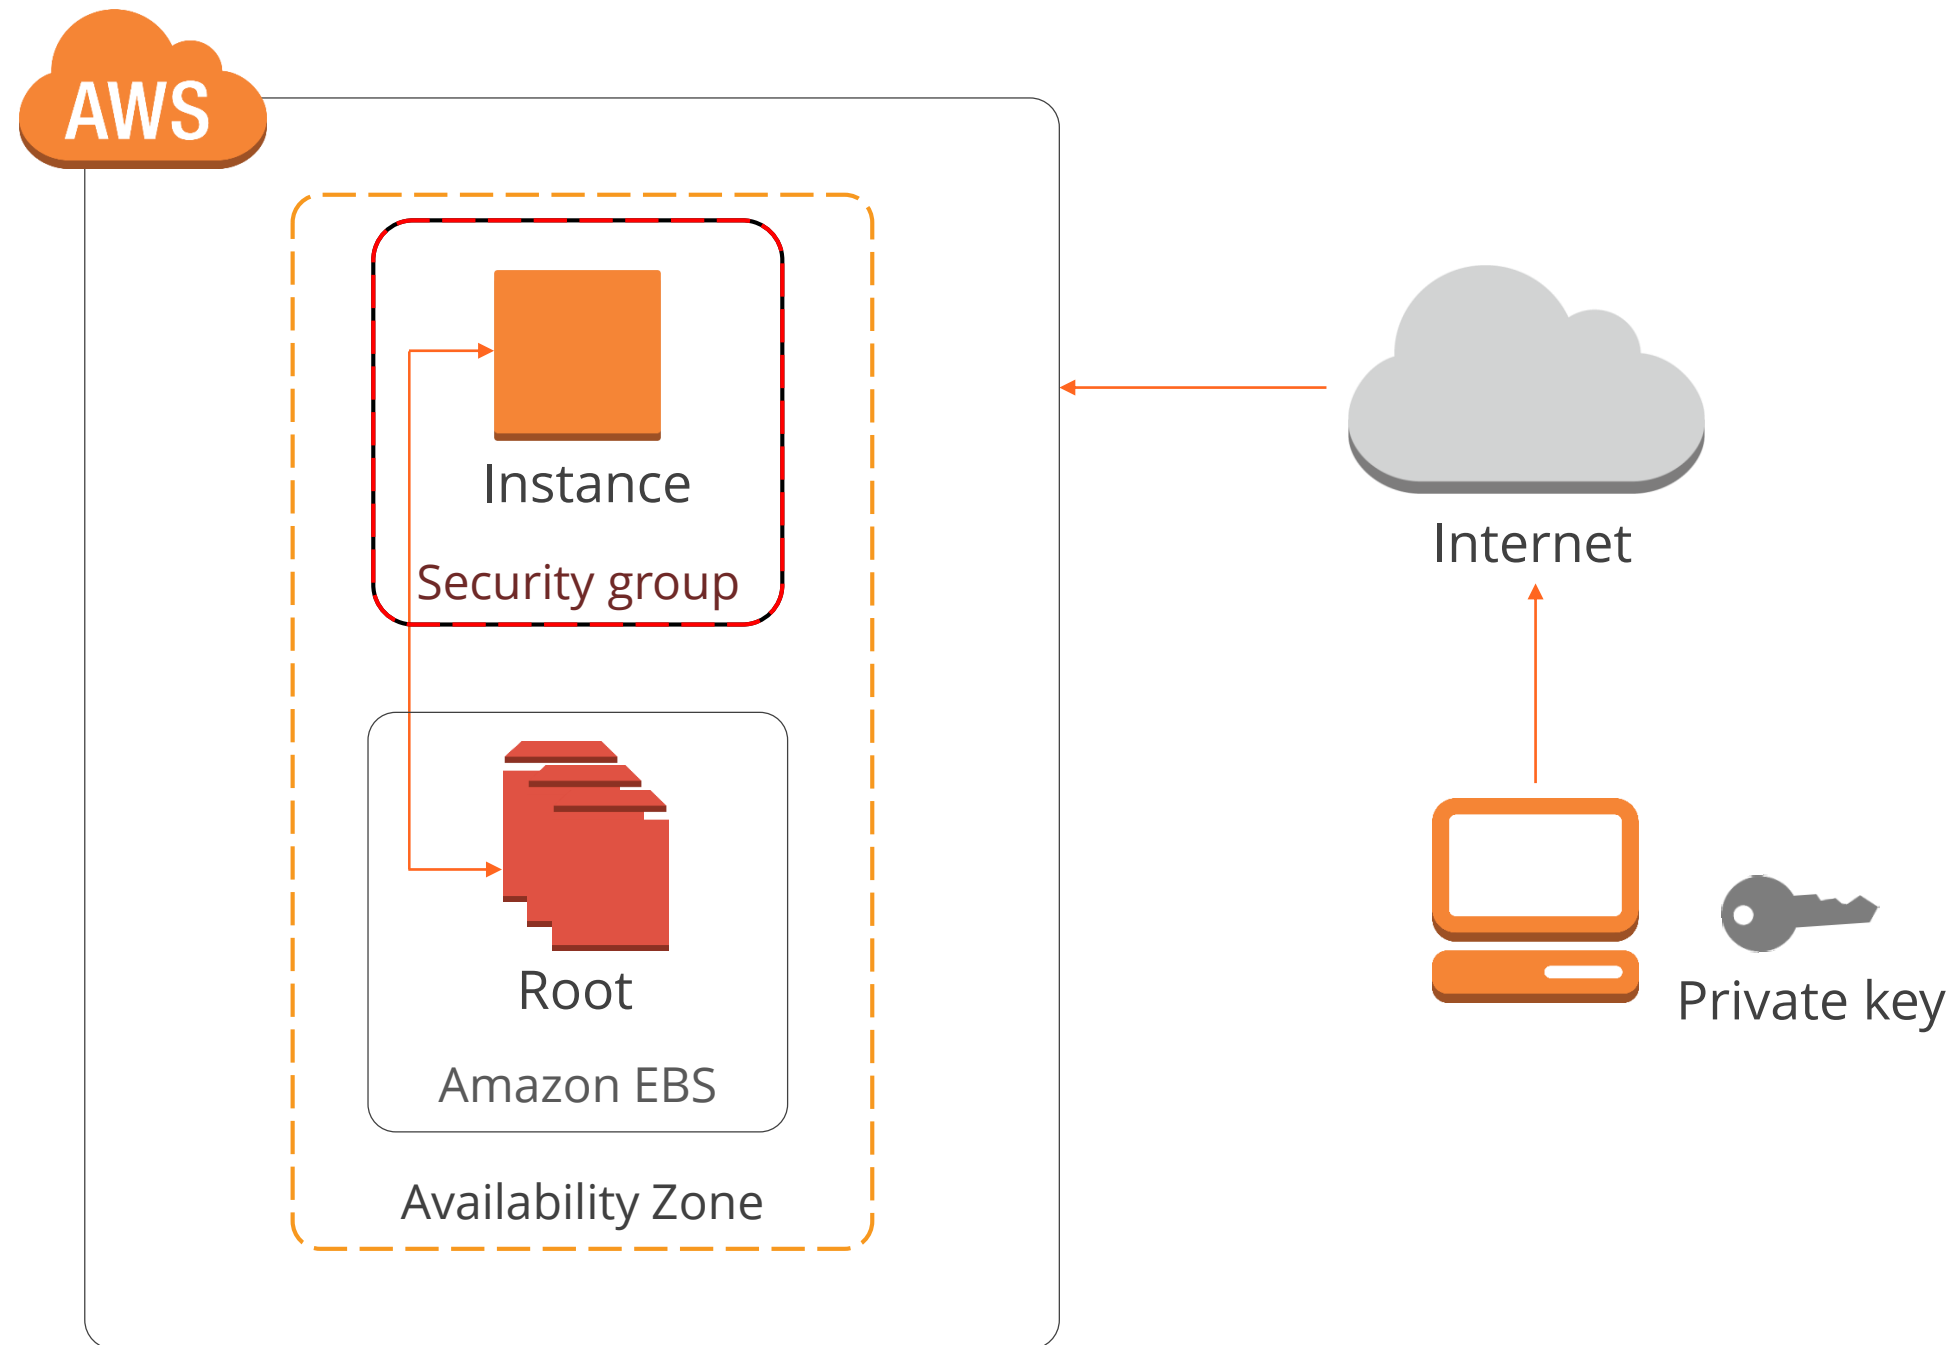 AWS
Instance
Security group
Root
Amazon EBS
Availability Zone
Internet
Private key